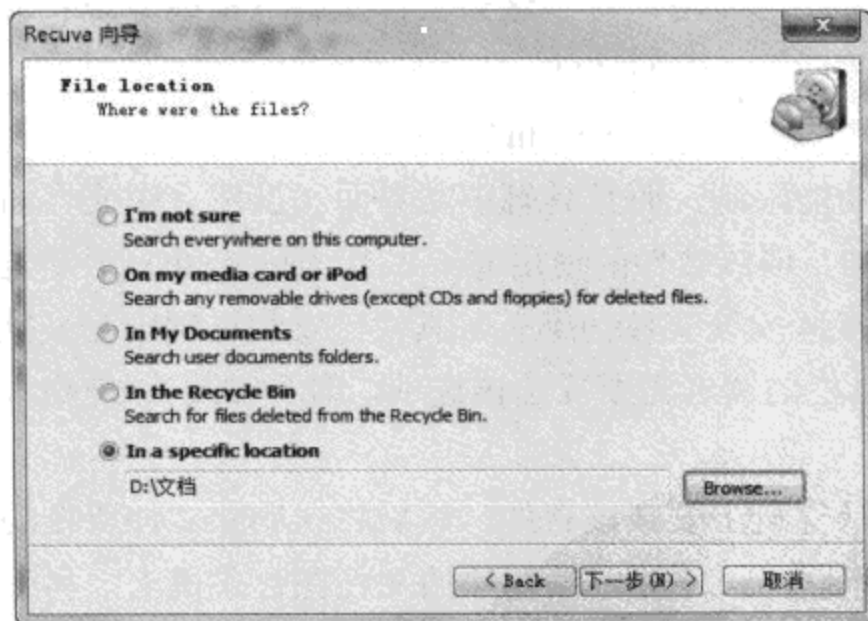 Recuva 向导
File location
Where were the files?
I'm not sure
Search everywhere on this computer.
On my media card or iPod
Search any removable drives (except CDs and floppies) for deleted files.
In My Documents
Search user documents folders.
In the Recycle Bin
Search for files deleted from the Recycle Bin.
In a specific location
D:\文档
Browse...
< Back
下一步(N) >
取消